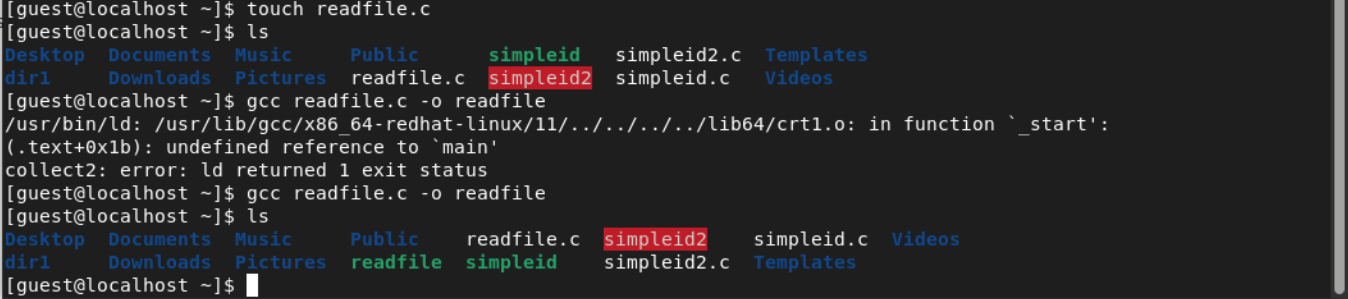 [guest@localhost ~]$ touch readfile.c
[guest@localhost ~]$ ls
Desktop  Documents  Music     Public      simpleid   simpleid2.c  Templates
dir1     Downloads  Pictures  readfile.c  simpleid2  simpleid.c   Videos
[guest@localhost ~]$ gcc readfile.c -o readfile
/usr/bin/ld: /usr/lib/gcc/x86_64-redhat-linux/11/../../../../lib64/crt1.o: in function `_start':
(.text+0x1b): undefined reference to `main'
collect2: error: ld returned 1 exit status
[guest@localhost ~]$ gcc readfile.c -o readfile
[guest@localhost ~]$ ls
Desktop  Documents  Music     Public    readfile.c  simpleid2    simpleid.c  Videos
dir1     Downloads  Pictures  readfile  simpleid    simpleid2.c  Templates
[guest@localhost ~]$